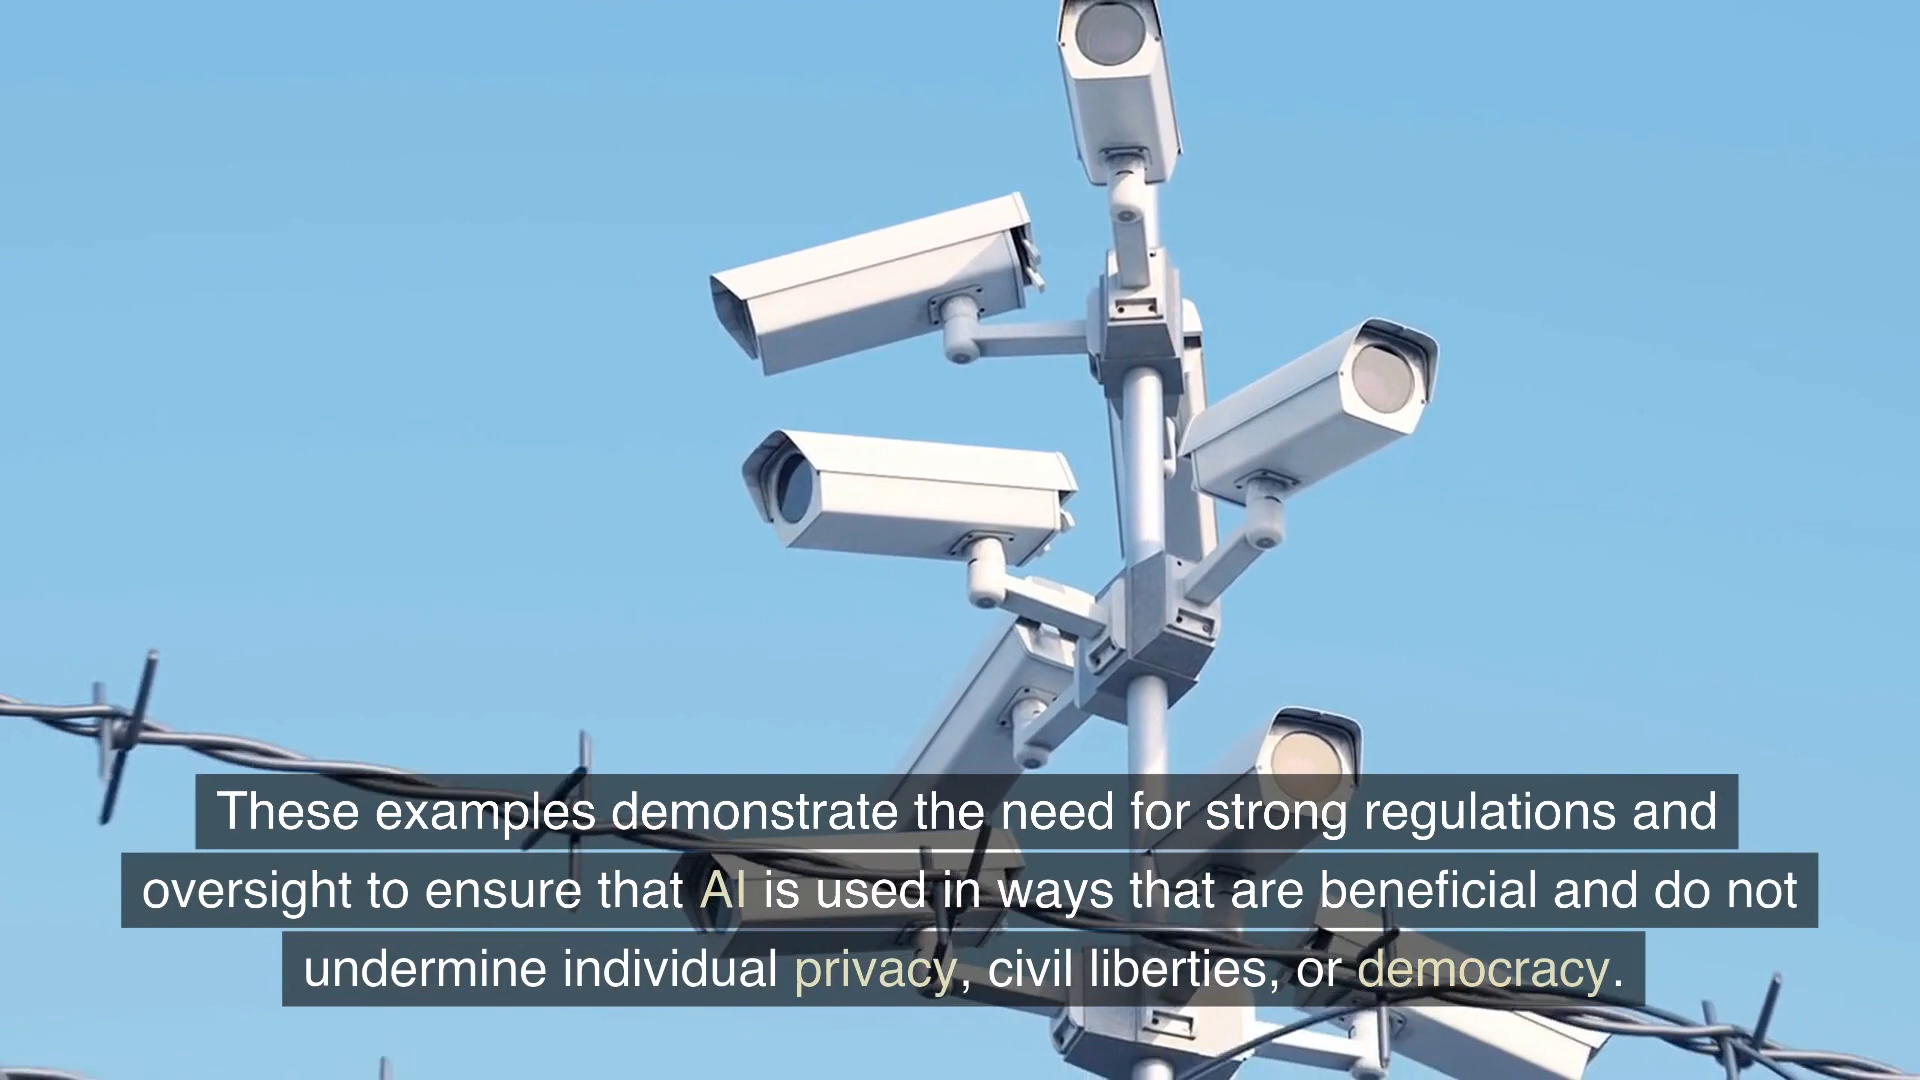 These examples demonstrate the need for strong regulations and
oversight to ensure that AI is used in ways that are beneficial and do not
undermine individual privacy, civil liberties, or democracy.